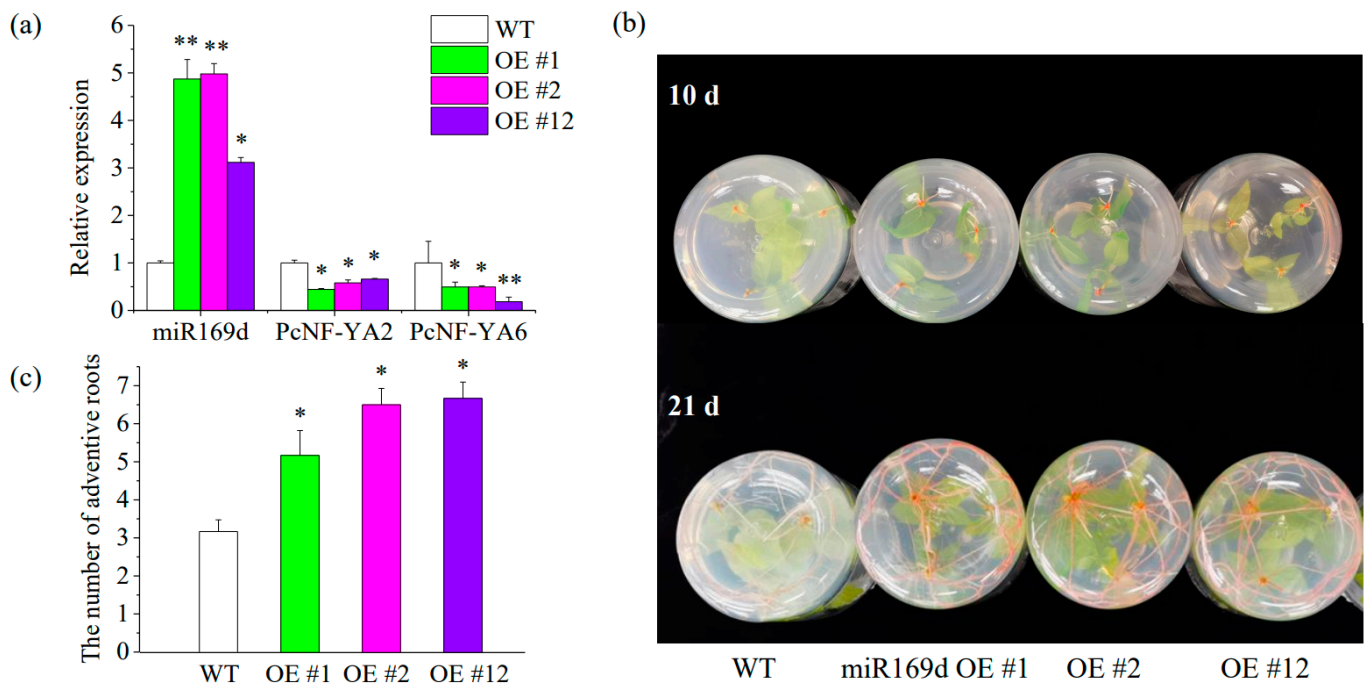 (a)
Relative expression
6
5
4
3
2
1
0
** ** *
* * *
* * **
miR169d PcNF-YA2 PcNF-YA6
WT
OE #1
OE #2
OE #12
(b)
10 d
21 d
WT miR169d OE #1 OE #2 OE #12
(c)
The number of adventive roots
7
6
5
4
3
2
1
0
* * *
WT OE #1 OE #2 OE #12